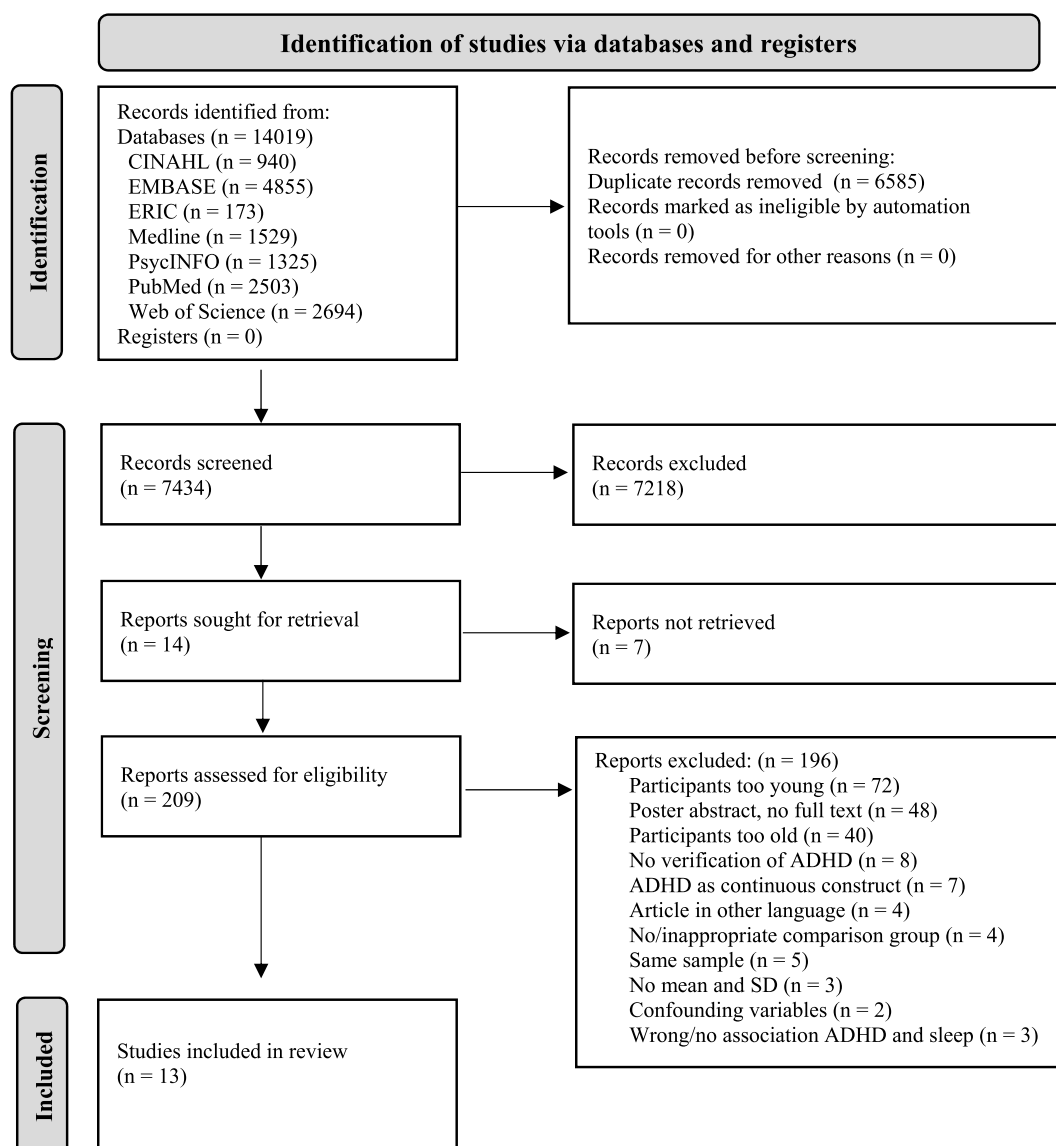 Identification of studies via databases and registers
Identification
Records identified from:
Databases (n = 14019)
CINAHL (n = 940)
EMBASE (n = 4855)
ERIC (n = 173)
Medline (n = 1529)
PsycINFO (n = 1325)
PubMed (n = 2503)
Web of Science (n = 2694)
Registers (n = 0)
Records removed before screening:
Duplicate records removed (n = 6585)
Records marked as ineligible by automation
tools (n = 0)
Records removed for other reasons (n = 0)
Screening
Records screened
(n = 7434)
Records excluded
(n = 7218)
Reports sought for retrieval
(n = 14)
Reports not retrieved
(n = 7)
Reports assessed for eligibility
(n = 209)
Reports excluded: (n = 196)
Participants too young (n = 72)
Poster abstract, no full text (n = 48)
Participants too old (n = 40)
No verification of ADHD (n = 8)
ADHD as continuous construct (n = 7)
Article in other language (n = 4)
No/inappropriate comparison group (n = 4)
Same sample (n = 5)
No mean and SD (n = 3)
Confounding variables (n = 2)
Wrong/no association ADHD and sleep (n = 3)
Included
Studies included in review
(n = 13)